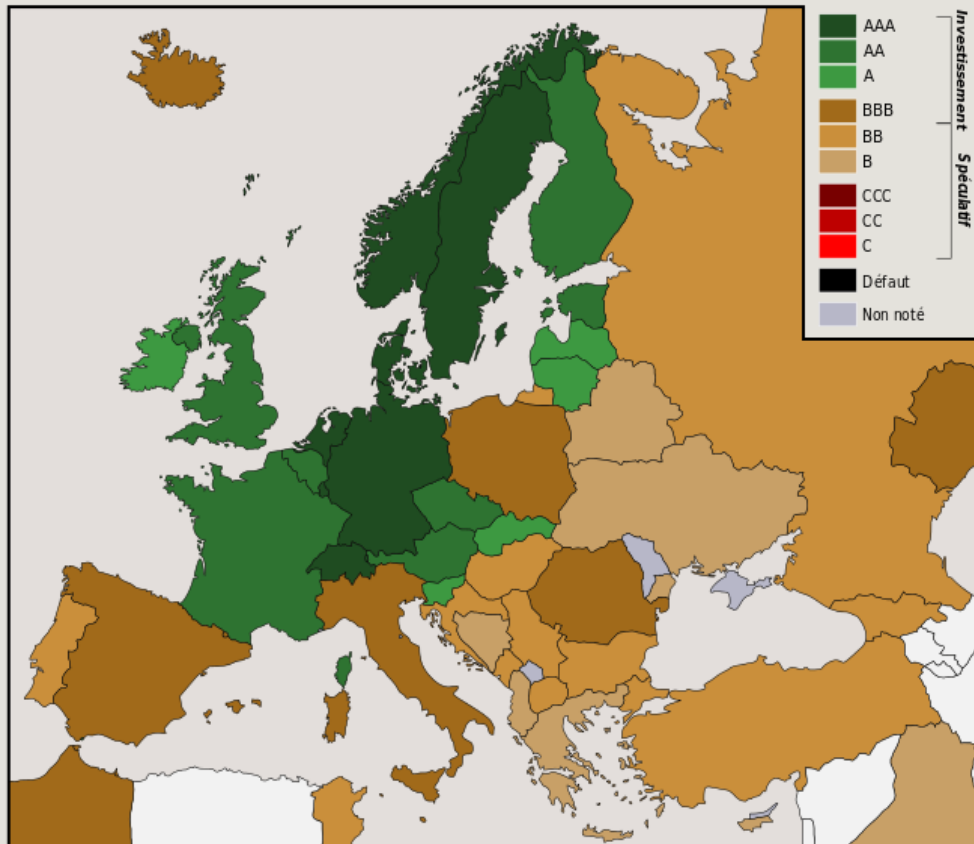 AAA
AA
A
BBB
BB
B
CCC
CC
C
Défaut
Non noté
Investissement
Spéculatif